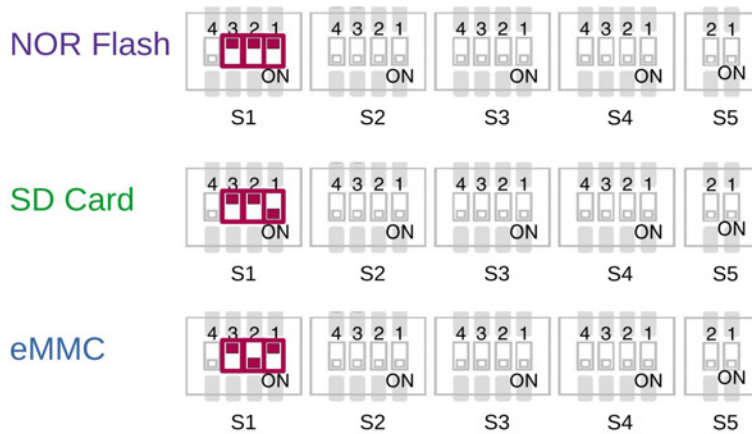 NOR Flash
4 3 2 1 4 3 2 1 4 3 2 1 4 3 2 1 2 1
ON ON ON ON ON
S1 S2 S3 S4 S5
SD Card
4 3 2 1 4 3 2 1 4 3 2 1 4 3 2 1 2 1
ON ON ON ON ON
S1 S2 S3 S4 S5
eMMC
4 3 2 1 4 3 2 1 4 3 2 1 4 3 2 1 2 1
ON ON ON ON ON
S1 S2 S3 S4 S5